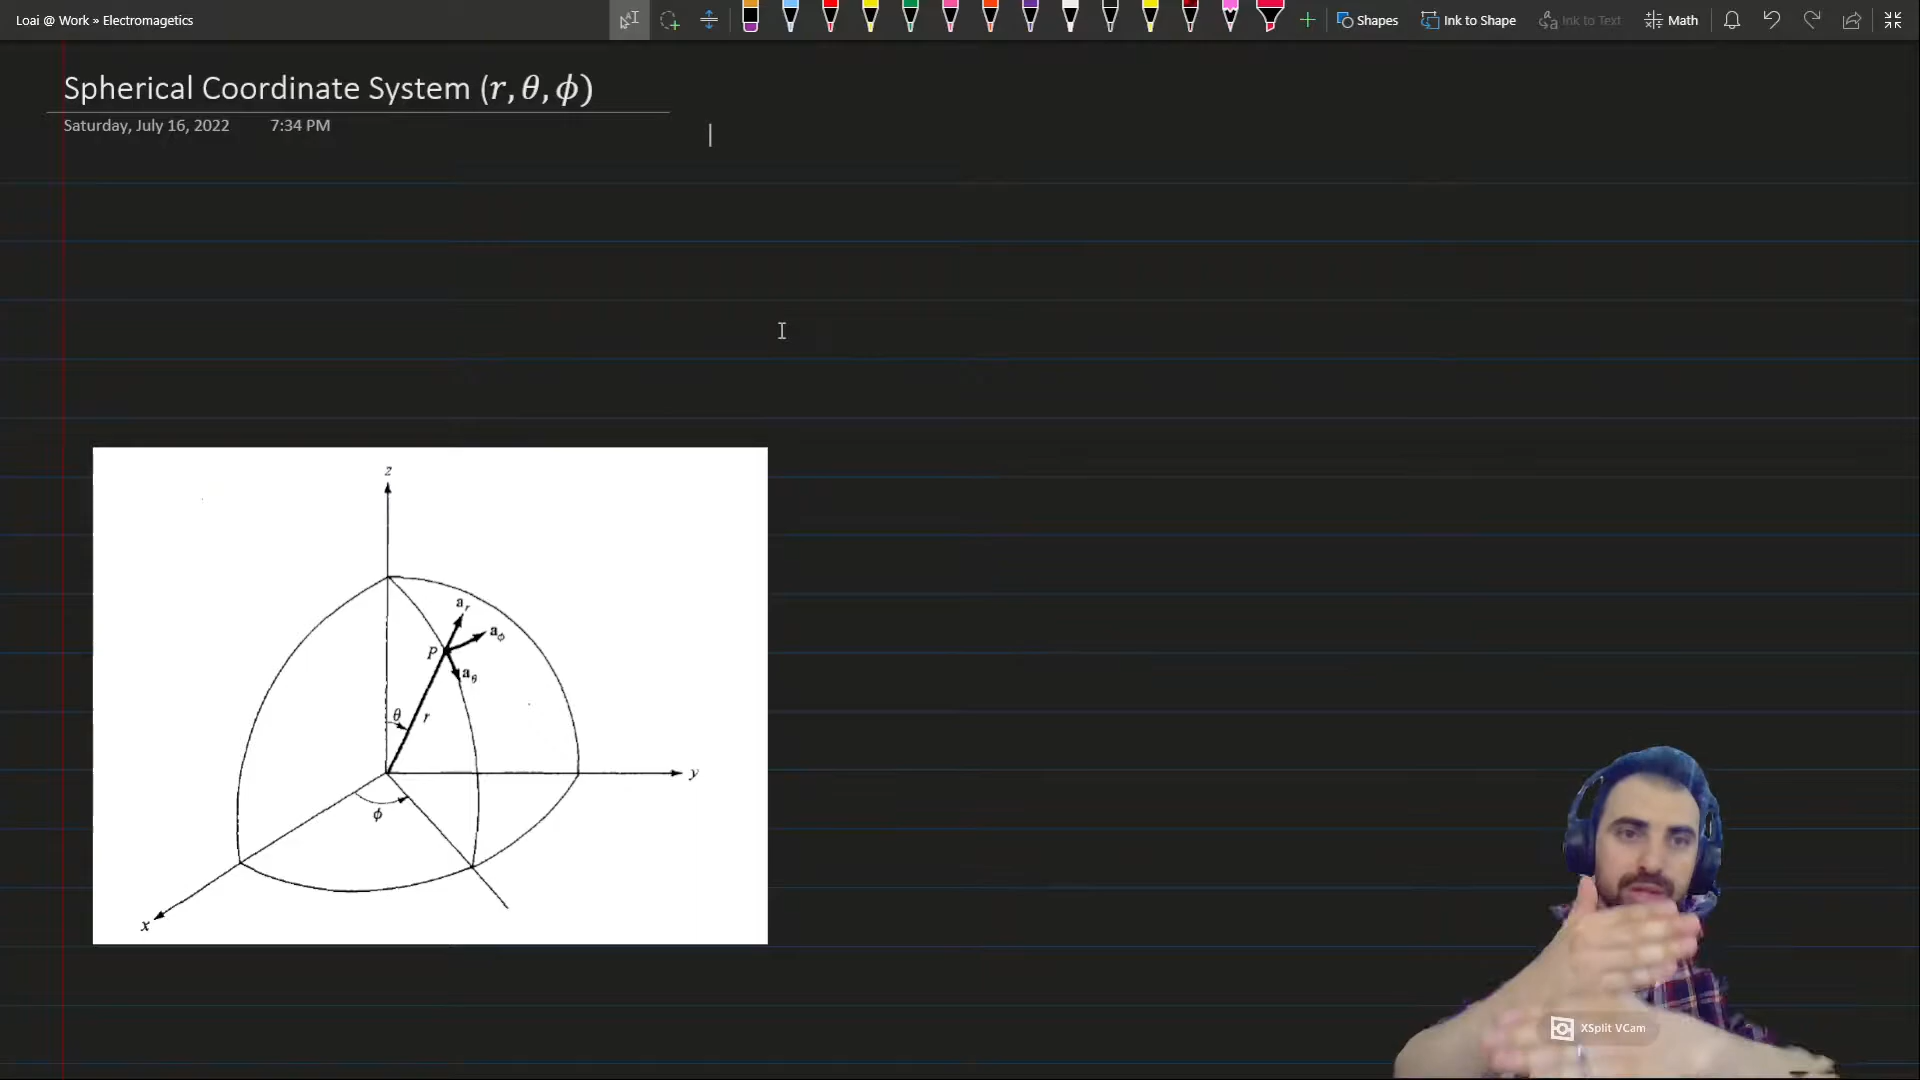 Loai @ Work » Electromagetics
Shapes
Ink to Shape
Ink to Text
Math
Spherical Coordinate System (r, θ, ϕ)
Saturday, July 16, 2022 7:34 PM
z
a_r
a_ϕ
P
a_θ
θ
r
y
ϕ
x
XSplit VCam